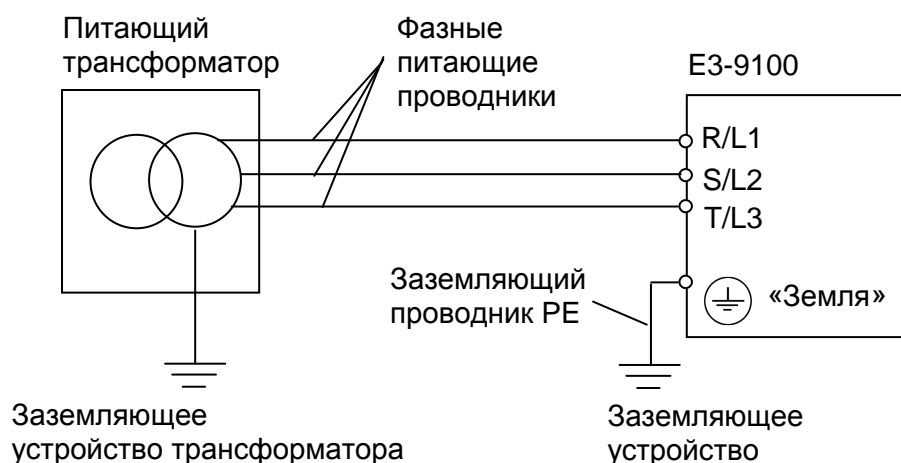 Питающий
трансформатор
Фазные
питающие
проводники
Е3-9100
R/L1
S/L2
T/L3
Заземляющий
проводник PE
«Земля»
Заземляющее
устройство трансформатора
Заземляющее
устройство